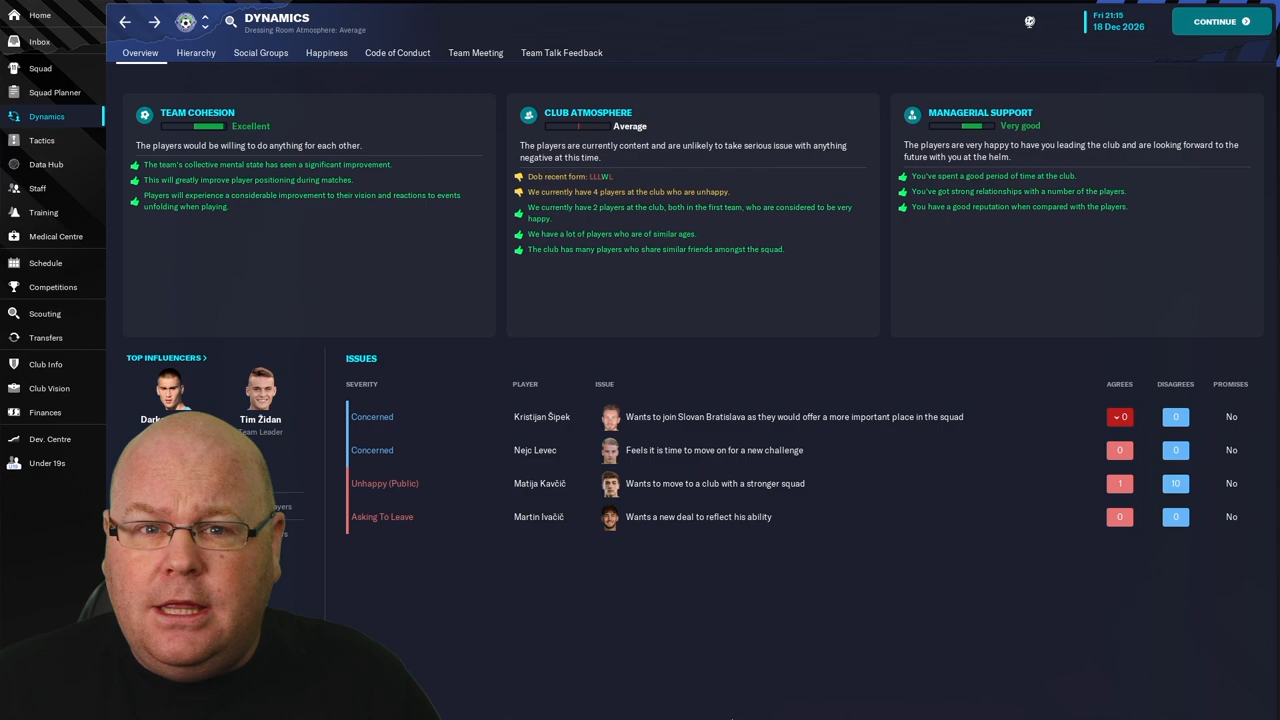 Home
Inbox
Squad
Squad Planner
Dynamics
Tactics
Data Hub
Staff
Training
Medical Centre
Schedule
Competitions
Scouting
Transfers
Club Info
Club Vision
Finances
Dev. Centre
Under 19s
DYNAMICS
Dressing Room Atmosphere: Average
Fri 21:15
18 Dec 2026
CONTINUE
Overview Hierarchy Social Groups Happiness Code of Conduct Team Meeting Team Talk Feedback
TEAM COHESION
Excellent
The players would be willing to do anything for each other.
The team's collective mental state has seen a significant improvement.
This will greatly improve player positioning during matches.
Players will experience a considerable improvement to their vision and reactions to events
unfolding when playing.
CLUB ATMOSPHERE
Average
The players are currently content and are unlikely to take serious issue with anything
negative at this time.
Dob recent form: LLLWL
We currently have 4 players at the club who are unhappy.
We currently have 2 players at the club, both in the first team, who are considered to be very
happy.
We have a lot of players who are of similar ages.
The club has many players who share similar friends amongst the squad.
MANAGERIAL SUPPORT
Very good
The players are very happy to have you leading the club and are looking forward to the
future with you at the helm.
You've spent a good period of time at the club.
You've got strong relationships with a number of the players.
You have a good reputation when compared with the players.
TOP INFLUENCERS >
Tim Židan
Team Leader
ISSUES
SEVERITY PLAYER ISSUE AGREES DISAGREES PROMISES
Concerned Kristijan Šipek Wants to join Slovan Bratislava as they would offer a more important place in the squad 0 0 No
Concerned Nejc Levec Feels it is time to move on for a new challenge 0 0 No
Unhappy (Public) Matija Kavčič Wants to move to a club with a stronger squad 1 10 No
Asking To Leave Martin Ivačič Wants a new deal to reflect his ability 0 0 No